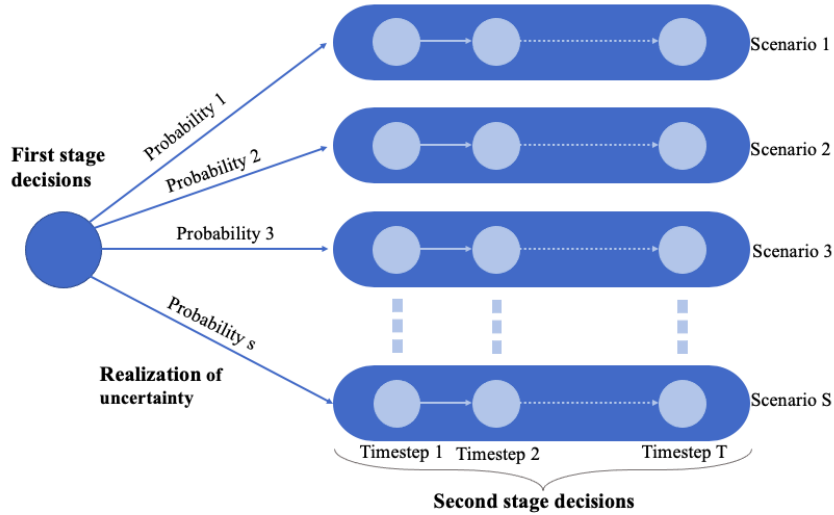 Scenario 1
Probability 1
First stage
decisions
Probability 2
Scenario 2
Probability 3
Scenario 3
Probability s
Realization of
uncertainty
Scenario S
Timestep 1
Timestep 2
Timestep T
Second stage decisions